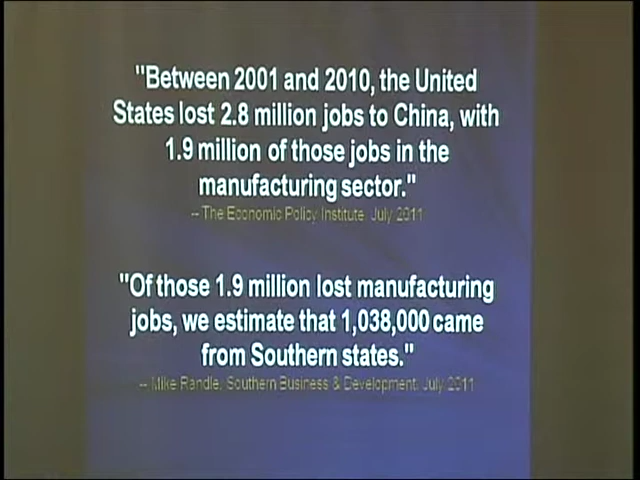 "Between 2001 and 2010, the United
States lost 2.8 million jobs to China, with
1.9 million of those jobs in the
manufacturing sector."
-- The Economic Policy Institute, July 2011
"Of those 1.9 million lost manufacturing
jobs, we estimate that 1,038,000 came
from Southern states."
-- Mike Randle, Southern Business & Development, July 2011